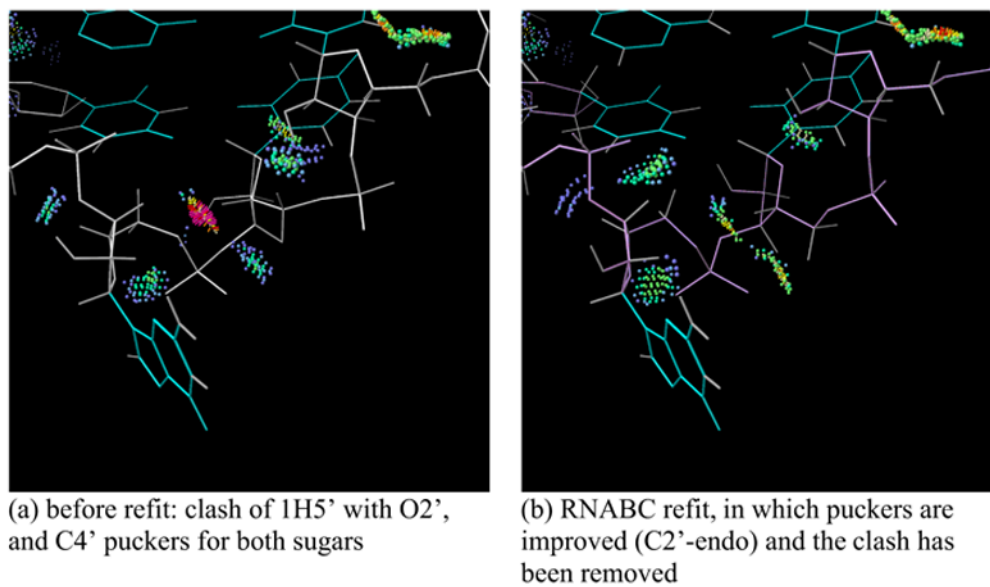 (a) before refit: clash of 1H5’ with O2’,
and C4’ puckers for both sugars
(b) RNABC refit, in which puckers are
improved (C2’-endo) and the clash has
been removed